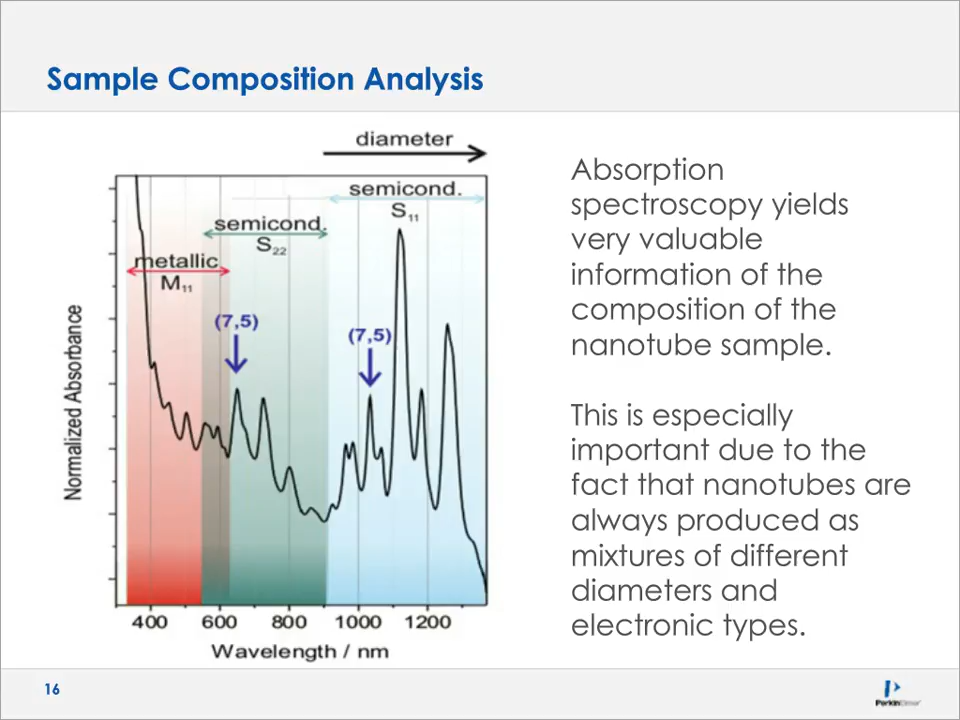 Sample Composition Analysis
diameter
semicond.
S11
semicond.
S22
metallic
M11
(7,5)
(7,5)
Normalized Absorbance
400 600 800 1000 1200
Wavelength / nm
Absorption
spectroscopy yields
very valuable
information of the
composition of the
nanotube sample.
This is especially
important due to the
fact that nanotubes are
always produced as
mixtures of different
diameters and
electronic types.
16
PerkinElmer